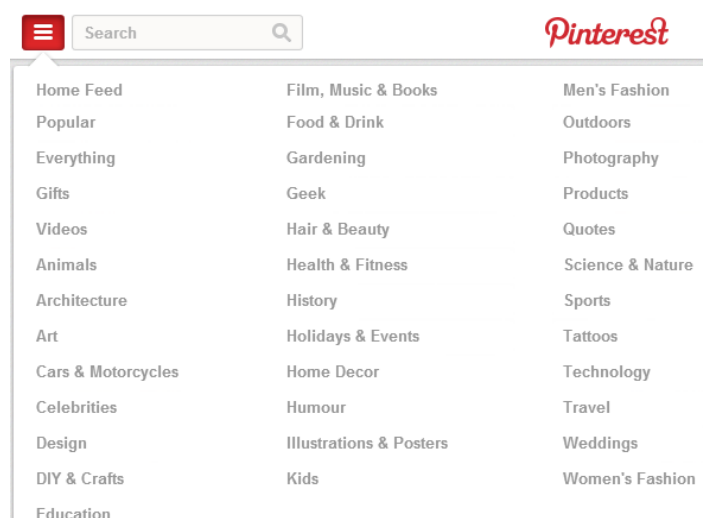 Search
Pinterest
Home Feed
Popular
Everything
Gifts
Videos
Animals
Architecture
Art
Cars & Motorcycles
Celebrities
Design
DIY & Crafts
Education
Film, Music & Books
Food & Drink
Gardening
Geek
Hair & Beauty
Health & Fitness
History
Holidays & Events
Home Decor
Humour
Illustrations & Posters
Kids
Men's Fashion
Outdoors
Photography
Products
Quotes
Science & Nature
Sports
Tattoos
Technology
Travel
Weddings
Women's Fashion